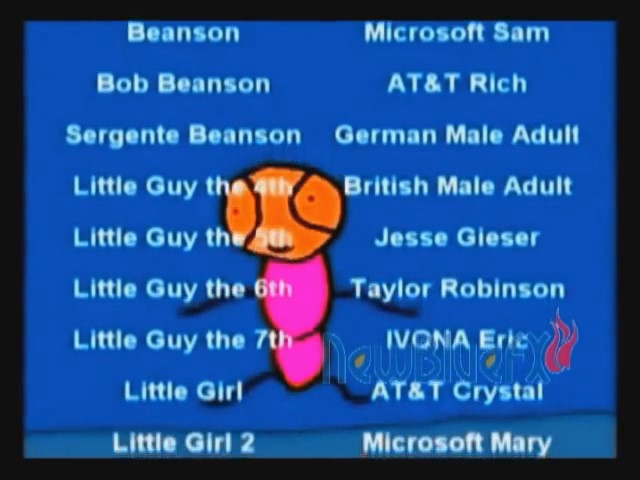 Beanson Microsoft Sam
Bob Beanson AT&T Rich
Sergente Beanson German Male Adult
Little Guy the 4th British Male Adult
Little Guy the 5th Jesse Gieser
Little Guy the 6th Taylor Robinson
Little Guy the 7th IVONA Eric
NewBlueFX
Little Girl AT&T Crystal
Little Girl 2 Microsoft Mary